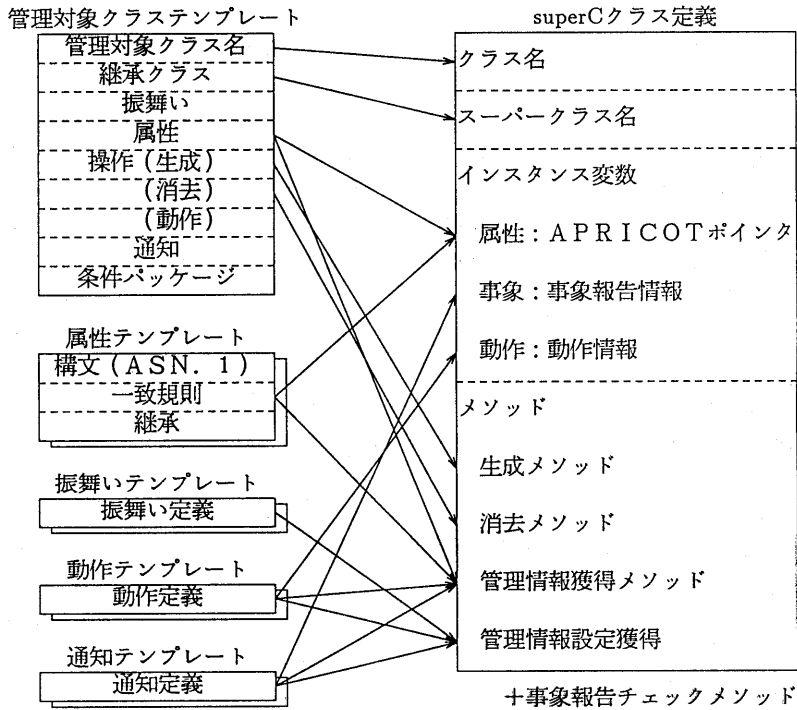 管理対象クラステンプレート
管理対象クラス名
継承クラス
振舞い
属性
操作(生成)
(消去)
(動作)
通知
条件パッケージ
属性テンプレート
構文(ASN.1)
一致規則
継承
振舞いテンプレート
振舞い定義
動作テンプレート
動作定義
通知テンプレート
通知定義
superCクラス定義
クラス名
スーパークラス名
インスタンス変数
属性:APRICOTポインタ
事象:事象報告情報
動作:動作情報
メソッド
生成メソッド
消去メソッド
管理情報獲得メソッド
管理情報設定獲得
+事象報告チェックメソッド